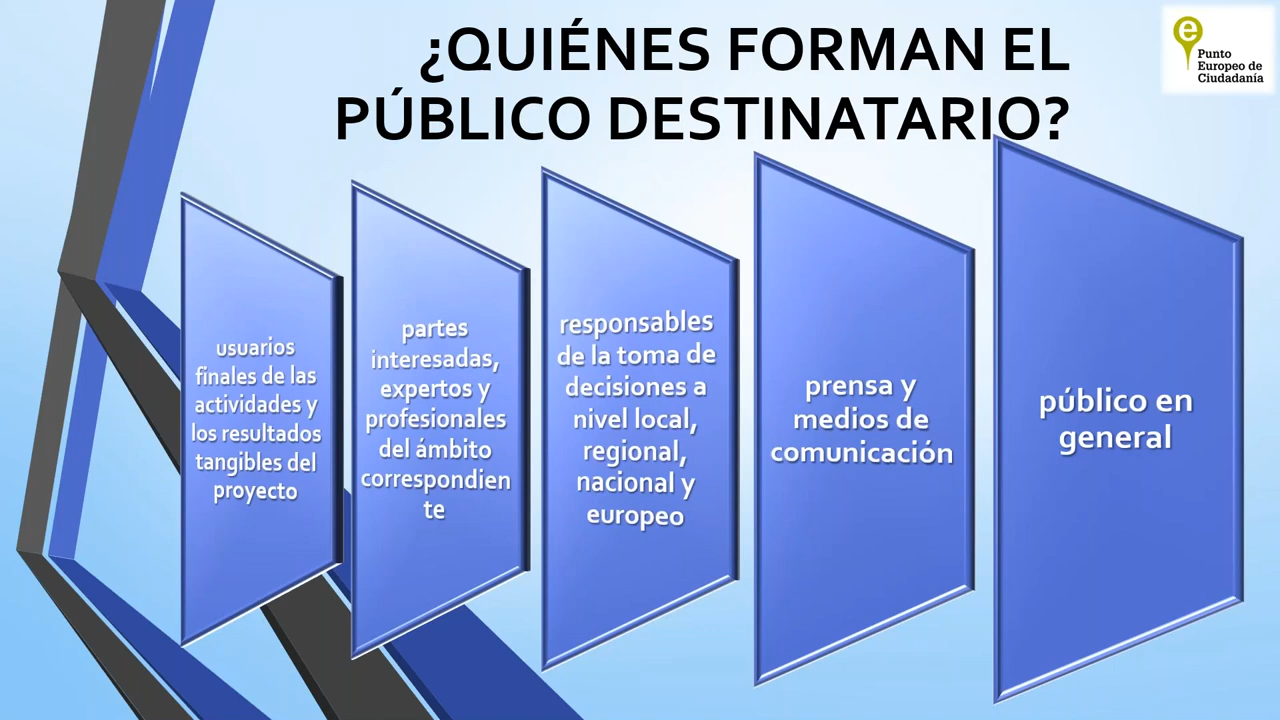 ¿QUIÉNES FORMAN EL
PÚBLICO DESTINATARIO?
e
Punto
Europeo de
Ciudadanía
usuarios
finales de las
actividades y
los resultados
tangibles del
proyecto
partes
interesadas,
expertos y
profesionales
del ámbito
correspondien
te
responsables
de la toma de
decisiones a
nivel local,
regional,
nacional y
europeo
prensa y
medios de
comunicación
público en
general